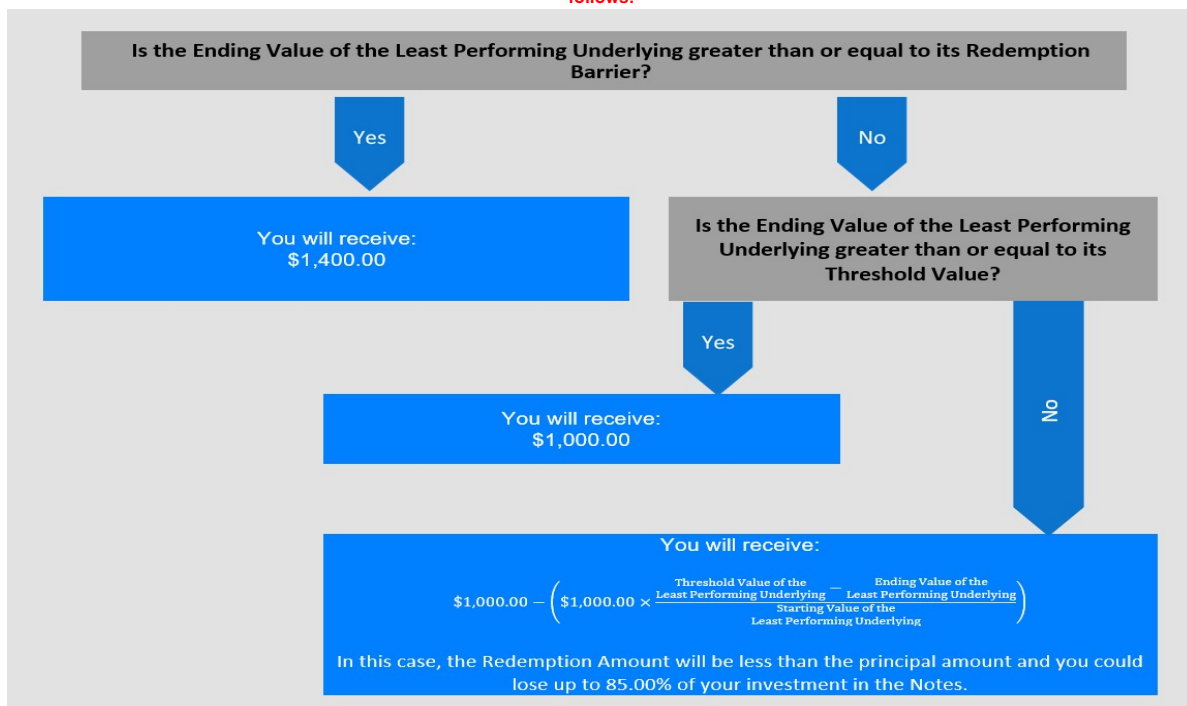 follows:
Is the Ending Value of the Least Performing Underlying greater than or equal to its Redemption
Barrier?
Yes
No
You will receive:
$1,400.00
Is the Ending Value of the Least Performing
Underlying greater than or equal to its
Threshold Value?
Yes
No
You will receive:
$1,000.00
You will receive:
$1,000.00 − ($1,000.00 × (Threshold Value of the Least Performing Underlying − Ending Value of the Least Performing Underlying) / Starting Value of the Least Performing Underlying)
In this case, the Redemption Amount will be less than the principal amount and you could
lose up to 85.00% of your investment in the Notes.